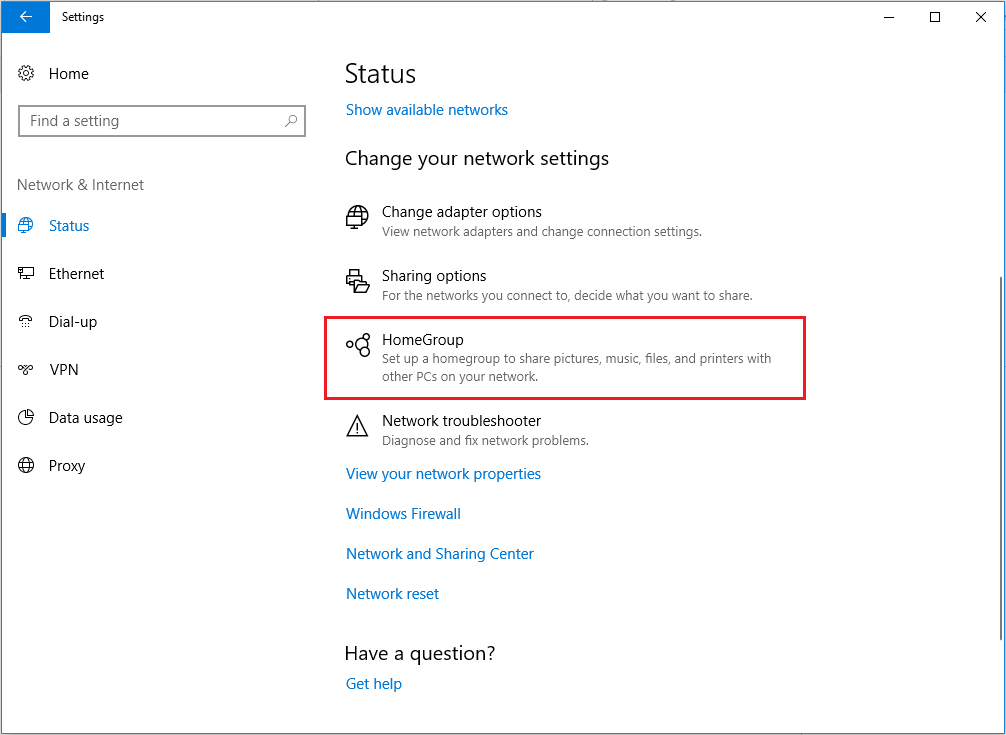 Settings
Home
Find a setting
Network & Internet
Status
Ethernet
Dial-up
VPN
Data usage
Proxy
Status
Show available networks
Change your network settings
Change adapter options
View network adapters and change connection settings.
Sharing options
For the networks you connect to, decide what you want to share.
HomeGroup
Set up a homegroup to share pictures, music, files, and printers with
other PCs on your network.
Network troubleshooter
Diagnose and fix network problems.
View your network properties
Windows Firewall
Network and Sharing Center
Network reset
Have a question?
Get help